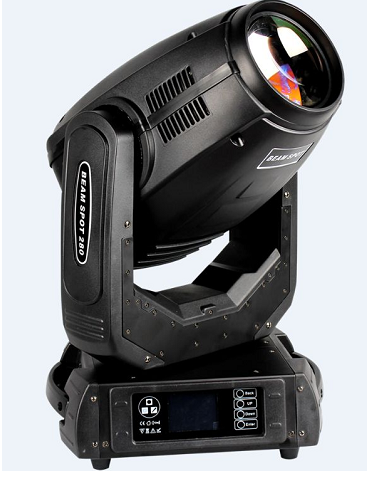 BEAM SPOT
BEAM SPOT 280
Back
UP
Down
Enter